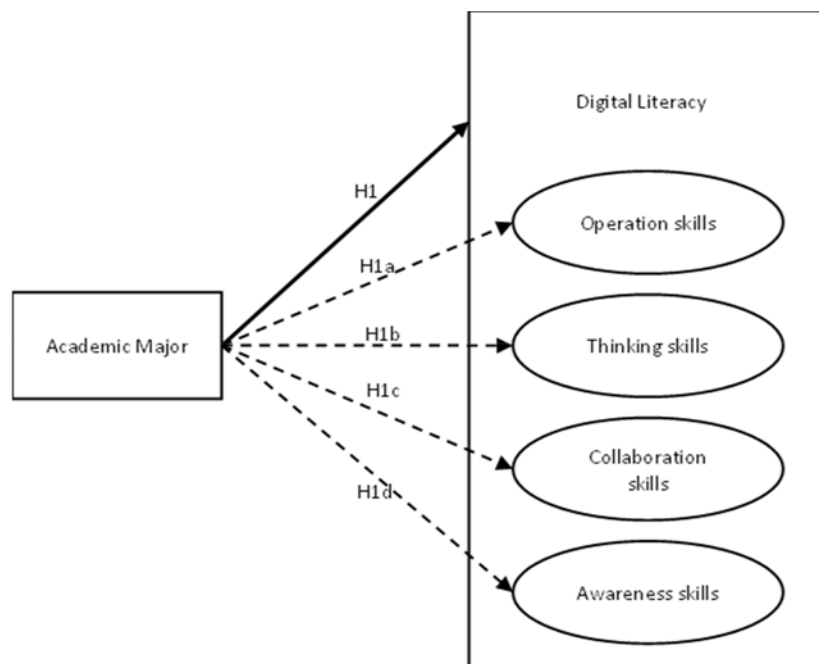 Digital Literacy
H1
Operation skills
H1a
Academic Major
H1b
Thinking skills
H1c
Collaboration
skills
H1d
Awareness skills